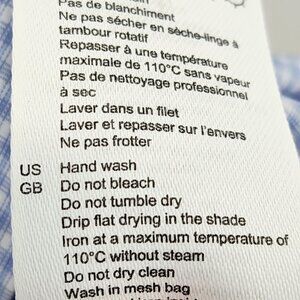 Pas de blanchiment
Ne pas sécher en sèche-linge à
tambour rotatif
Repasser à une température
maximale de 110°C sans vapeur
Pas de nettoyage professionnel
à sec
Laver dans un filet
Laver et repasser sur l'envers
Ne pas frotter
US Hand wash
GB Do not bleach
Do not tumble dry
Drip flat drying in the shade
Iron at a maximum temperature of
110°C without steam
Do not dry clean
Wash in mesh bag